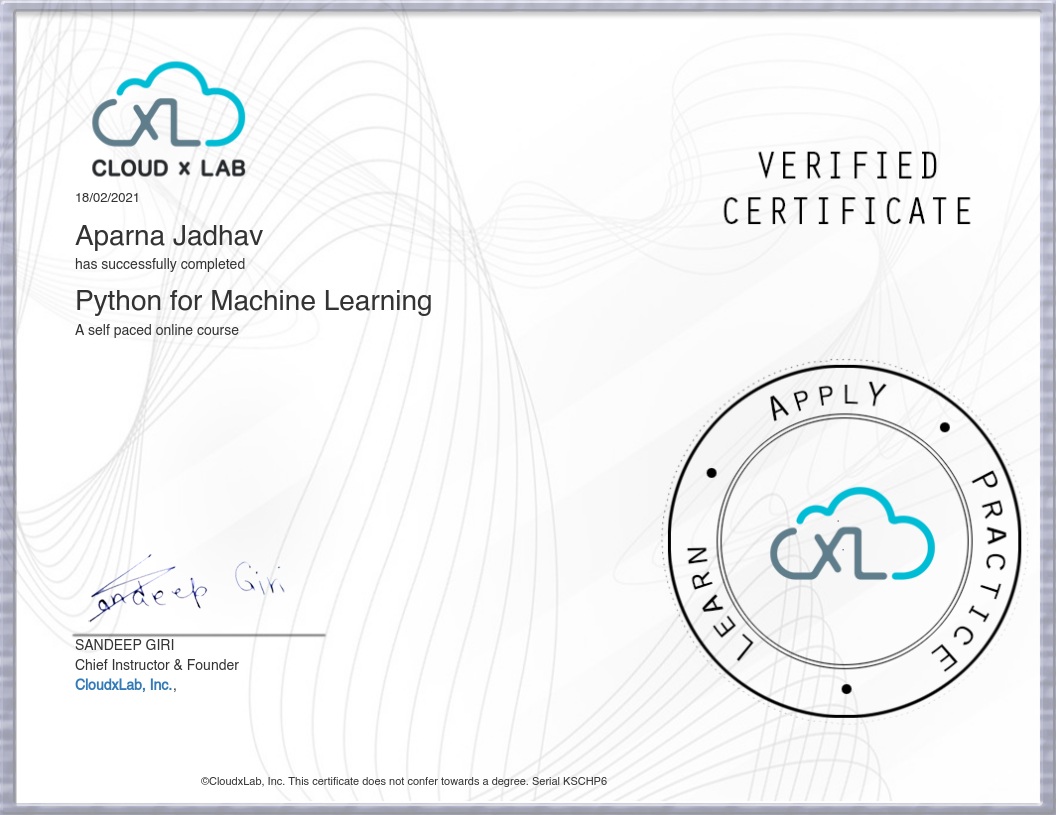 CXL
CLOUD x LAB
18/02/2021
VERIFIED
CERTIFICATE
Aparna Jadhav
has successfully completed
Python for Machine Learning
A self paced online course
APPLY
PRACTICE
LEARN
CXL
Sandeep Giri
SANDEEP GIRI
Chief Instructor & Founder
CloudxLab, Inc.,
©CloudxLab, Inc. This certificate does not confer towards a degree. Serial KSCHP6